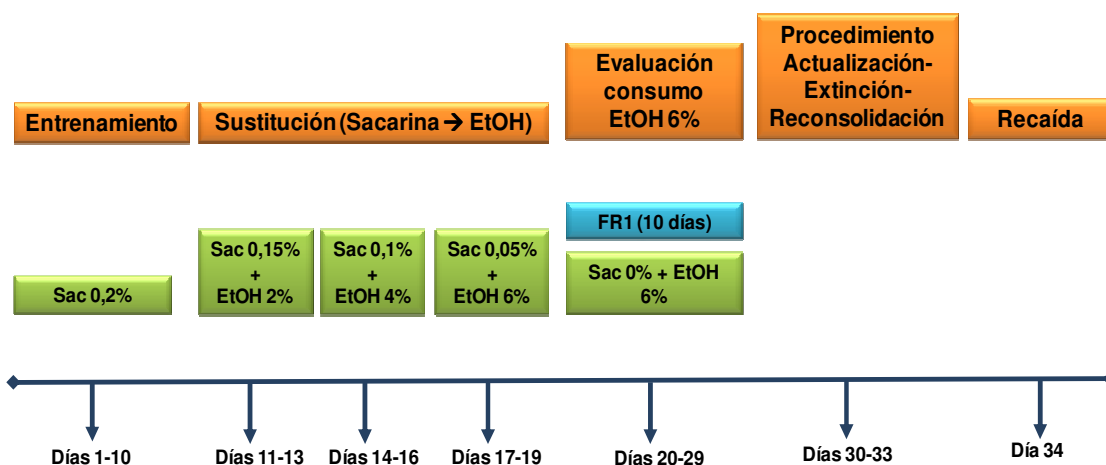 Entrenamiento
Sustitución (Sacarina → EtOH)
Evaluación
consumo
EtOH 6%
Procedimiento
Actualización-
Extinción-
Reconsolidación
Recaída
Sac 0,2%
Sac 0,15%
+
EtOH 2%
Sac 0,1%
+
EtOH 4%
Sac 0,05%
+
EtOH 6%
FR1 (10 días)
Sac 0% + EtOH
6%
Días 1-10
Días 11-13
Días 14-16
Días 17-19
Días 20-29
Días 30-33
Día 34